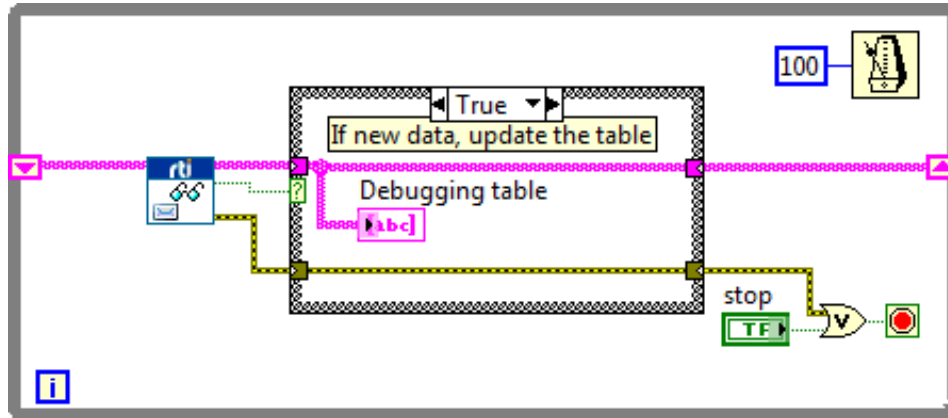 100
True
If new data, update the table
rti
?
Debugging table
[abc]
stop
TF
V
i